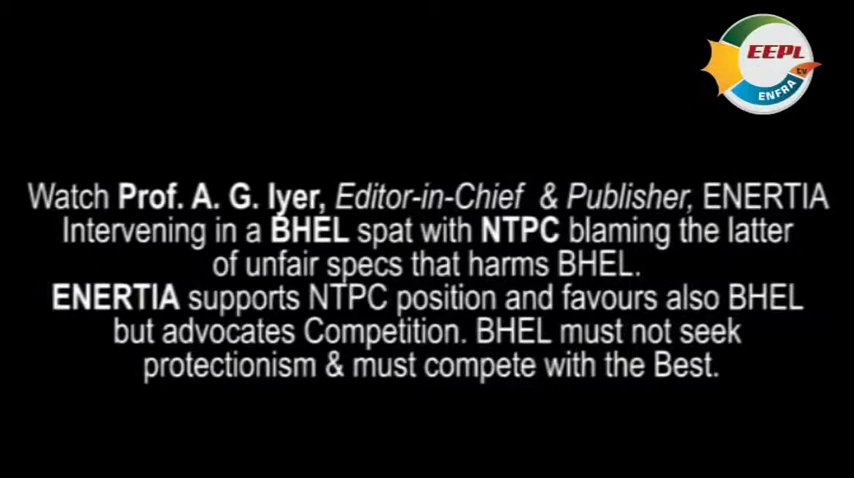 EEPL
tv
ENFRA
Watch Prof. A. G. Iyer, Editor-in-Chief & Publisher, ENERTIA
Intervening in a BHEL spat with NTPC blaming the latter
of unfair specs that harms BHEL.
ENERTIA supports NTPC position and favours also BHEL
but advocates Competition. BHEL must not seek
protectionism & must compete with the Best.